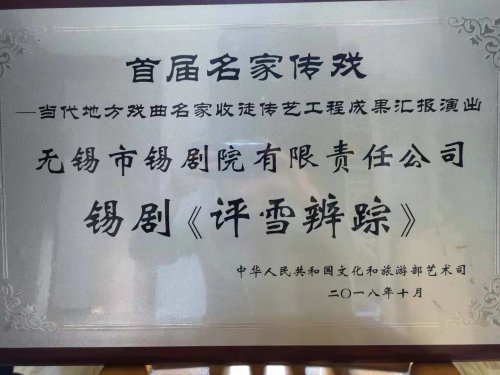 首届名家传戏
—当代地方戏曲名家收徒传艺工程成果汇报演出
无锡市锡剧院有限责任公司
锡剧《评雪辨踪》
中华人民共和国文化和旅游部艺术司
二〇一八年十月